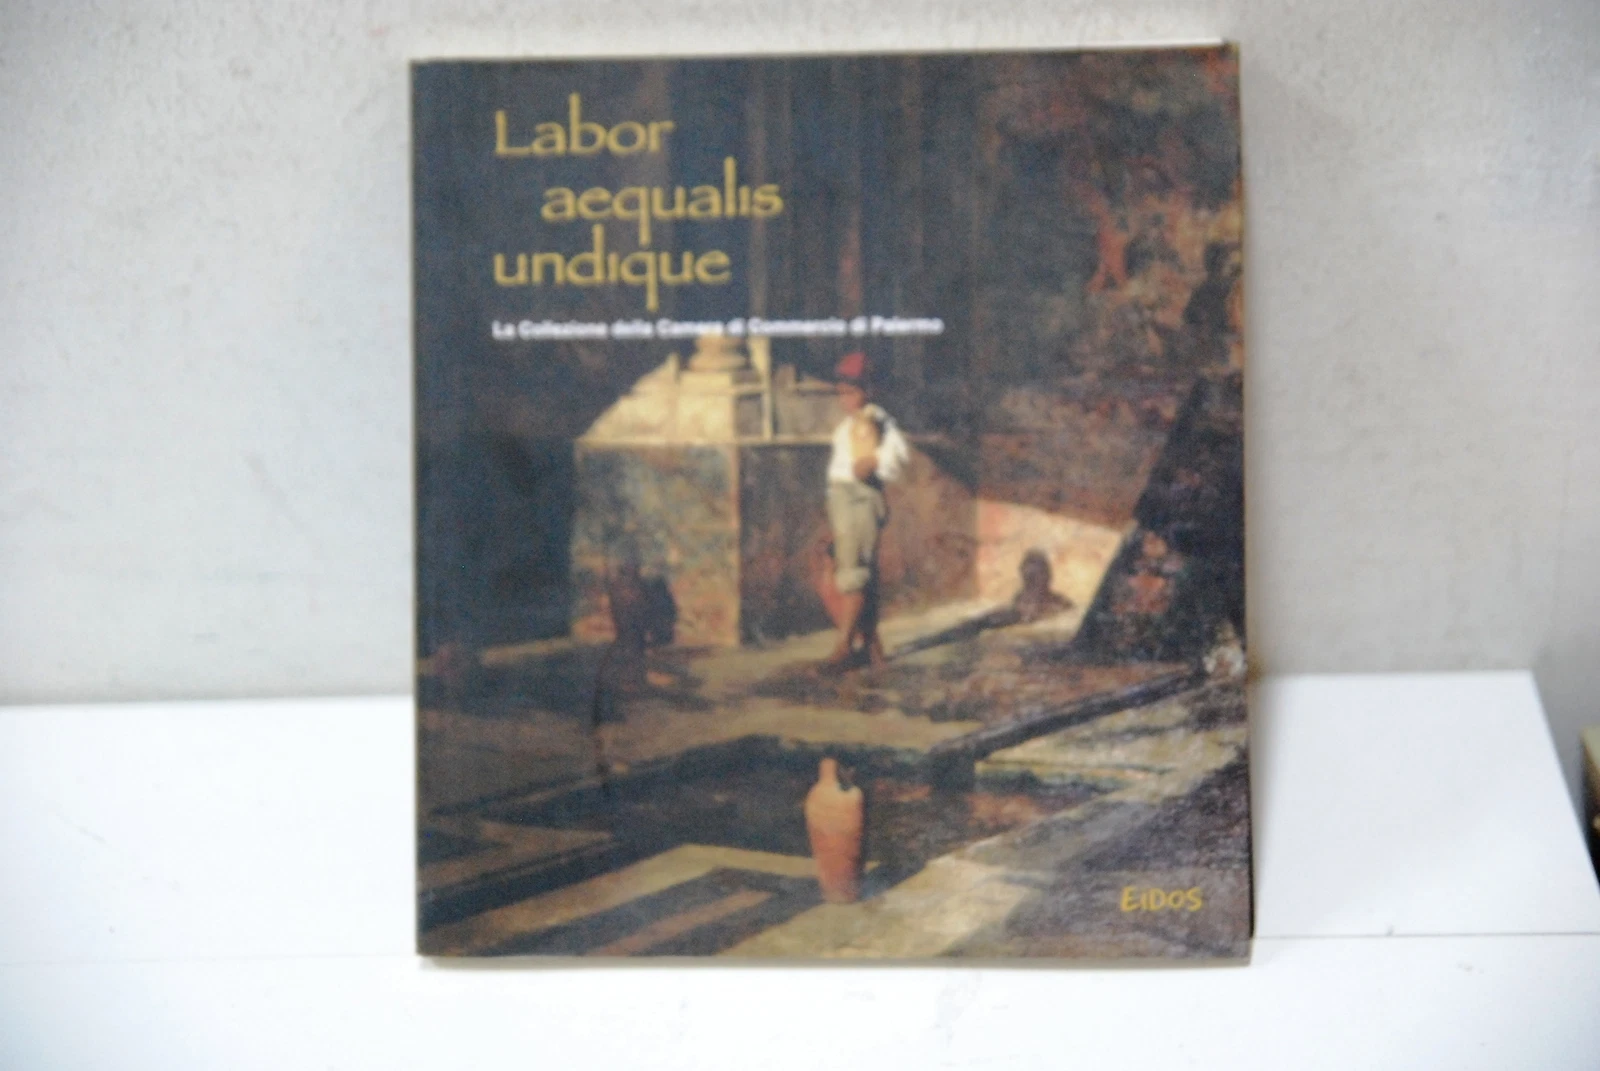 Labor
aequalis
undique
La Collezione della Camera di Commercio di Palermo
EIDOS